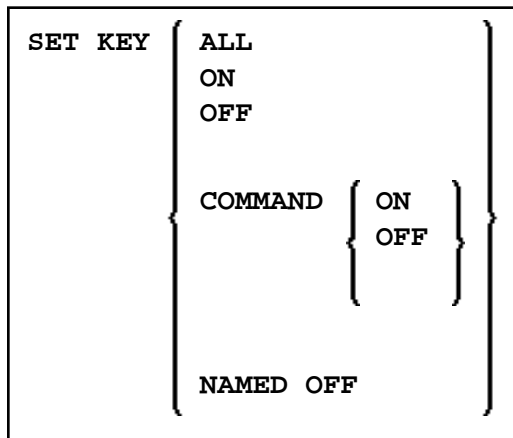 SET KEY ALL
ON
OFF
COMMAND ON
OFF
NAMED OFF